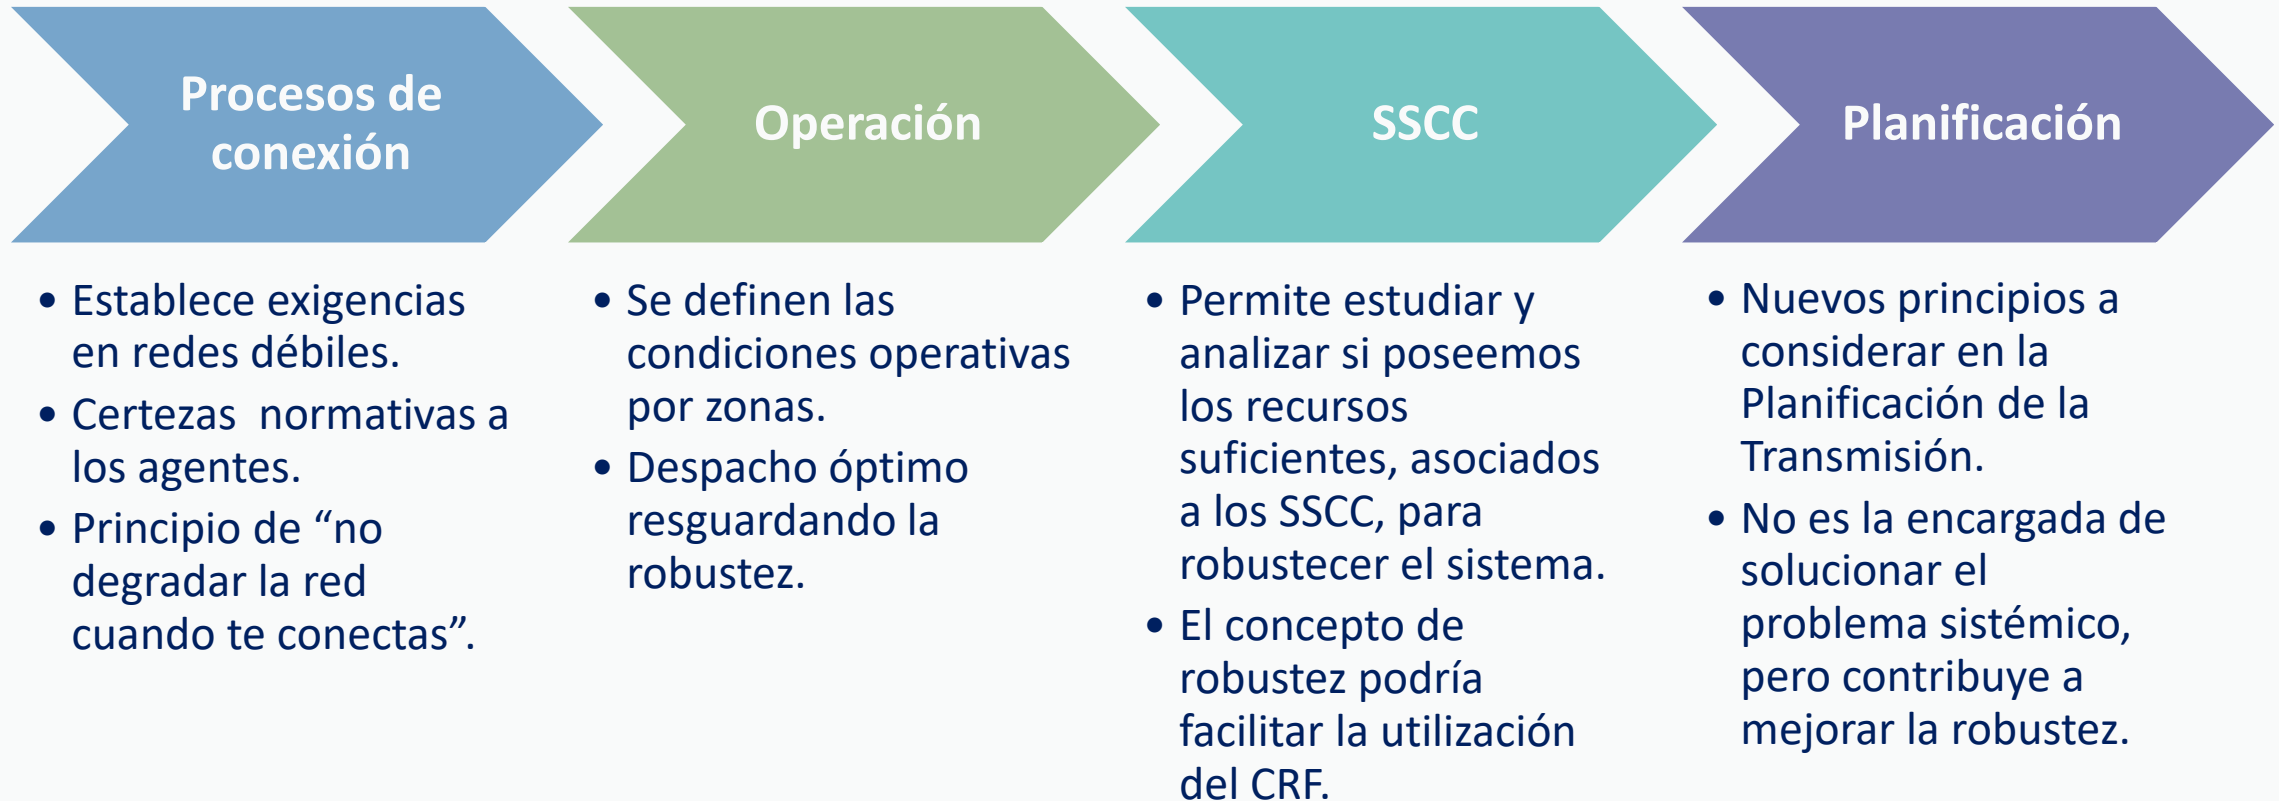 Procesos de
conexión
• Establece exigencias
en redes débiles.
• Certezas  normativas a
los agentes.
• Principio de “no
degradar la red
cuando te conectas”.
Operación
• Se definen las
condiciones operativas
por zonas.
• Despacho óptimo
resguardando la
robustez.
SSCC
• Permite estudiar y
analizar si poseemos
los recursos
suficientes, asociados
a los SSCC, para
robustecer el sistema.
• El concepto de
robustez podría
facilitar la utilización
del CRF.
Planificación
• Nuevos principios a
considerar en la
Planificación de la
Transmisión.
• No es la encargada de
solucionar el
problema sistémico,
pero contribuye a
mejorar la robustez.